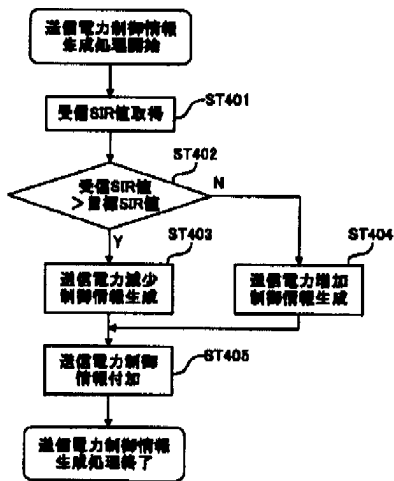 送信電力制御情報
生成処理開始
ST401
受信SIR値取得
ST402
受信SIR値
>目標SIR値
N
Y
ST403
送信電力減少
制御情報生成
ST404
送信電力増加
制御情報生成
ST405
送信電力制御
情報付加
送信電力制御情報
生成処理終了